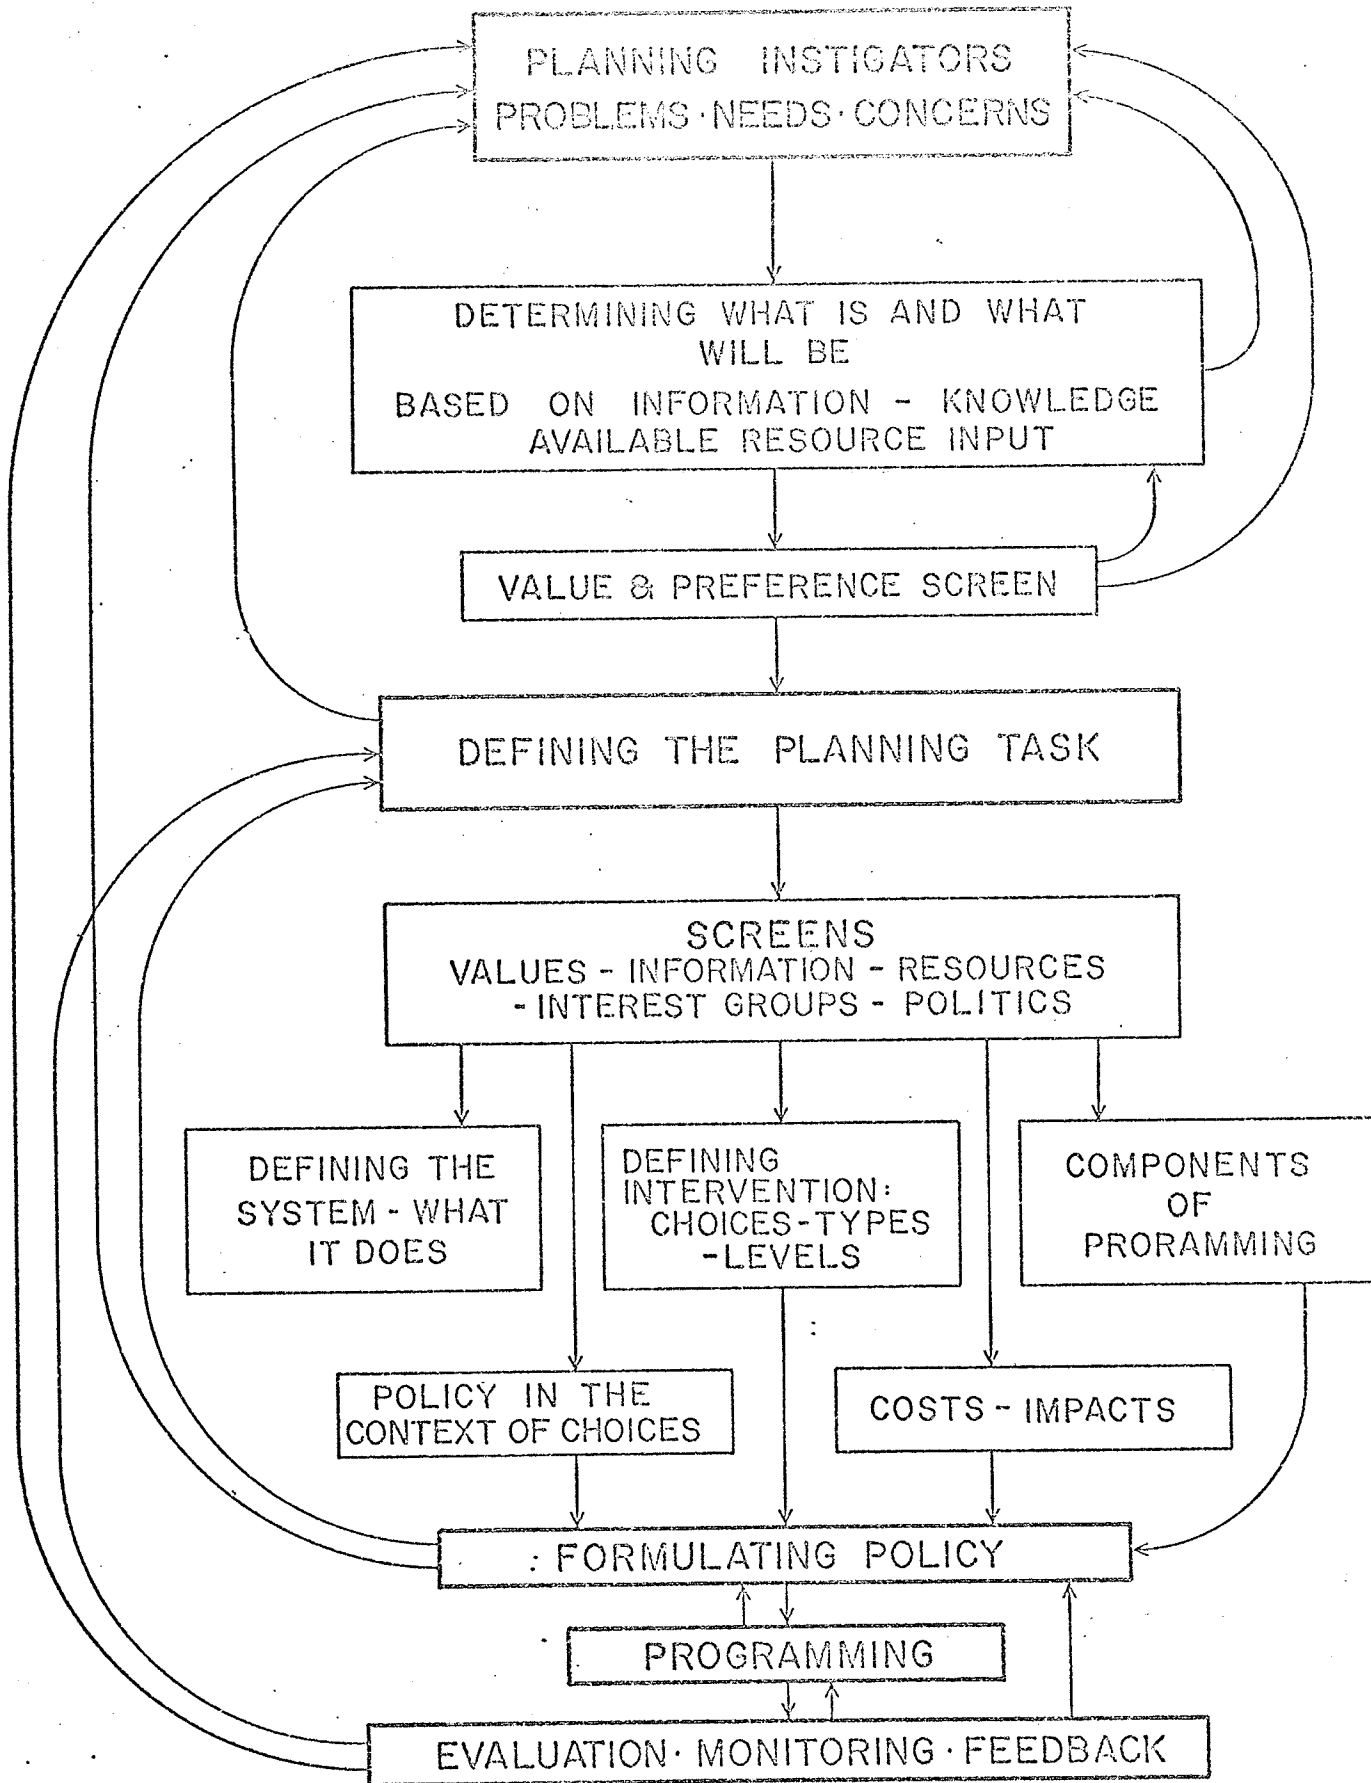 PLANNING INSTIGATORS
PROBLEMS · NEEDS · CONCERNS
DETERMINING WHAT IS AND WHAT
WILL BE
BASED ON INFORMATION - KNOWLEDGE
AVAILABLE RESOURCE INPUT
VALUE & PREFERENCE SCREEN
DEFINING THE PLANNING TASK
SCREENS
VALUES - INFORMATION - RESOURCES
- INTEREST GROUPS - POLITICS
DEFINING THE
SYSTEM - WHAT
IT DOES
DEFINING
INTERVENTION:
CHOICES - TYPES
- LEVELS
COMPONENTS
OF
PRORAMMING
POLICY IN THE
CONTEXT OF CHOICES
COSTS - IMPACTS
: FORMULATING POLICY
PROGRAMMING
EVALUATION · MONITORING · FEEDBACK